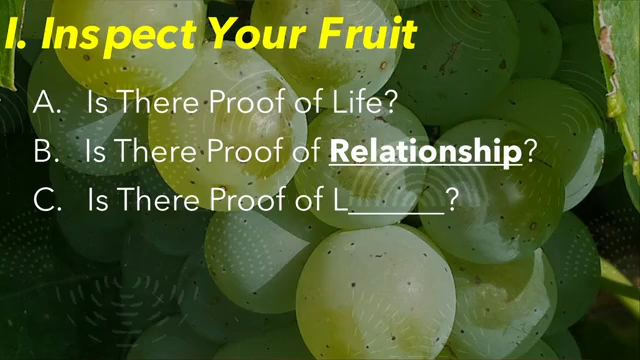 I. Inspect Your Fruit
A. Is There Proof of Life?
B. Is There Proof of Relationship?
C. Is There Proof of L______?